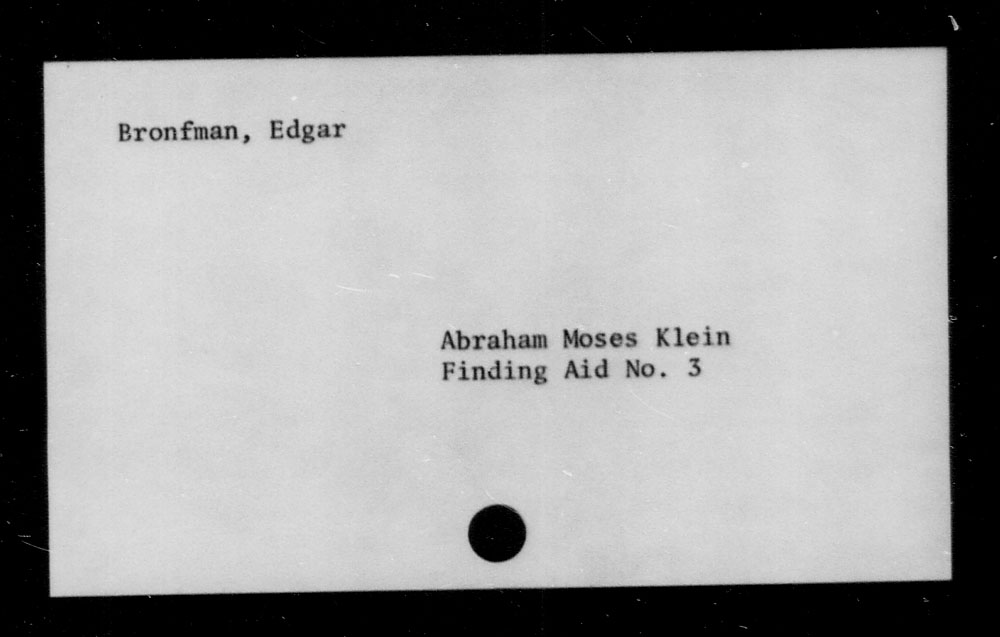 Bronfman, Edgar
Abraham Moses Klein
Finding Aid No. 3